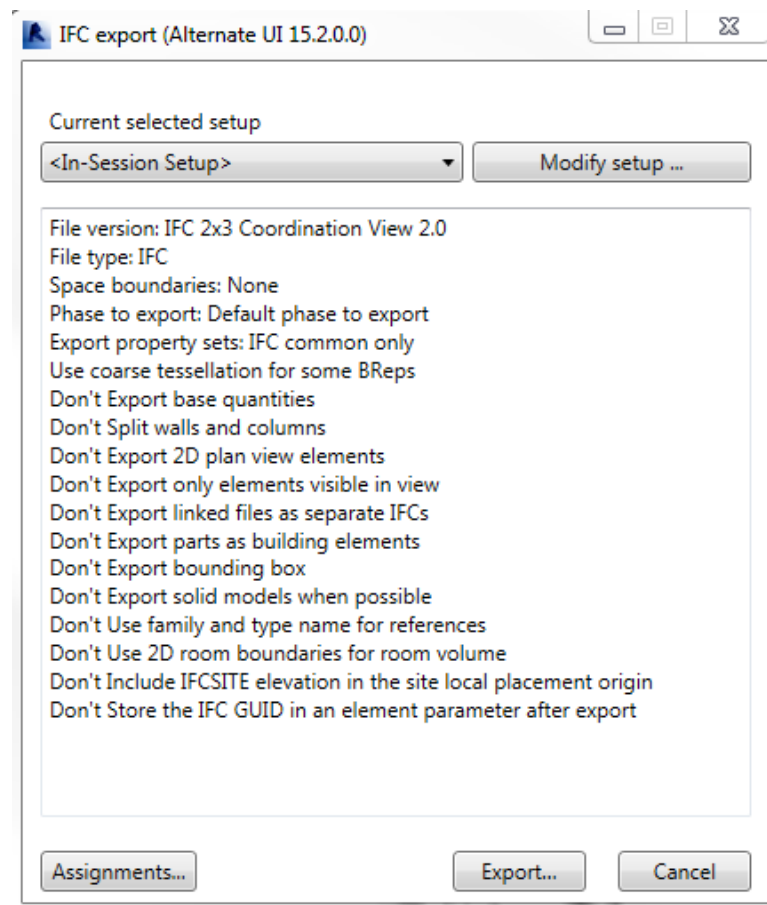 IFC export (Alternate UI 15.2.0.0)
Current selected setup
<In-Session Setup>
Modify setup ...
File version: IFC 2x3 Coordination View 2.0
File type: IFC
Space boundaries: None
Phase to export: Default phase to export
Export property sets: IFC common only
Use coarse tessellation for some BReps
Don't Export base quantities
Don't Split walls and columns
Don't Export 2D plan view elements
Don't Export only elements visible in view
Don't Export linked files as separate IFCs
Don't Export parts as building elements
Don't Export bounding box
Don't Export solid models when possible
Don't Use family and type name for references
Don't Use 2D room boundaries for room volume
Don't Include IFCSITE elevation in the site local placement origin
Don't Store the IFC GUID in an element parameter after export
Assignments...
Export...
Cancel